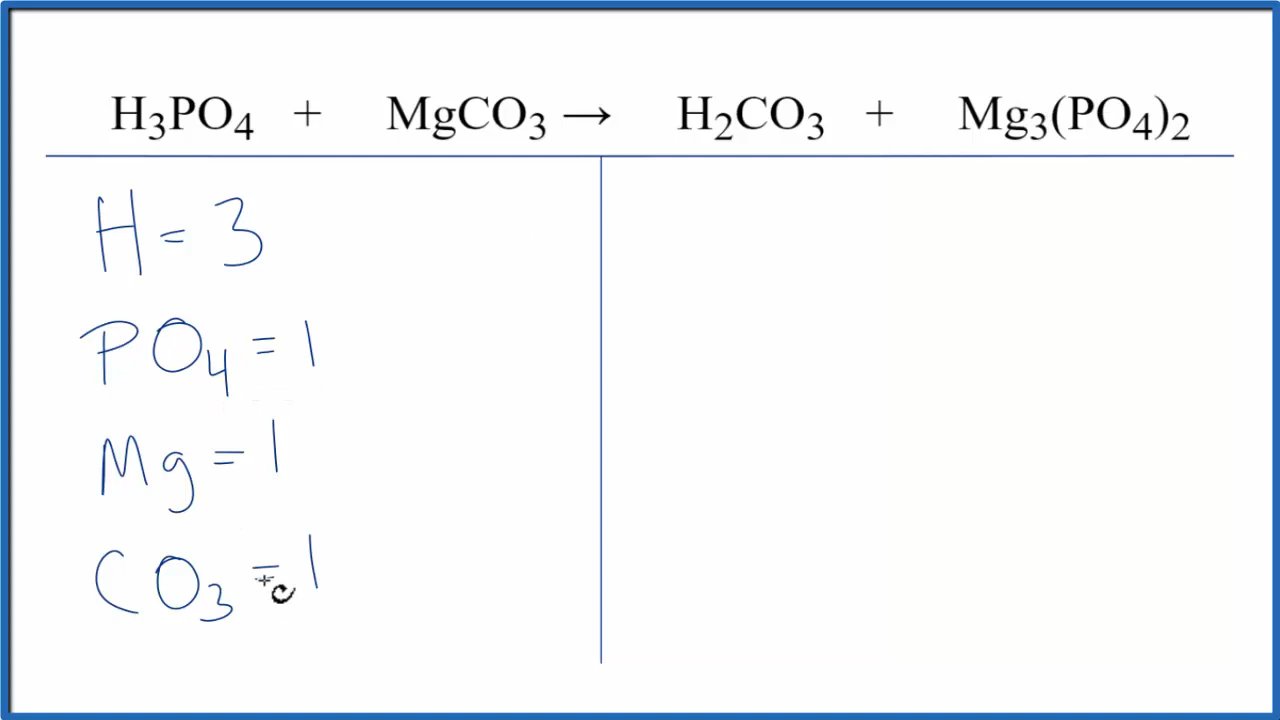 H₃PO₄ + MgCO₃ → H₂CO₃ + Mg₃(PO₄)₂
H = 3
PO₄ = 1
Mg = 1
CO₃ = 1